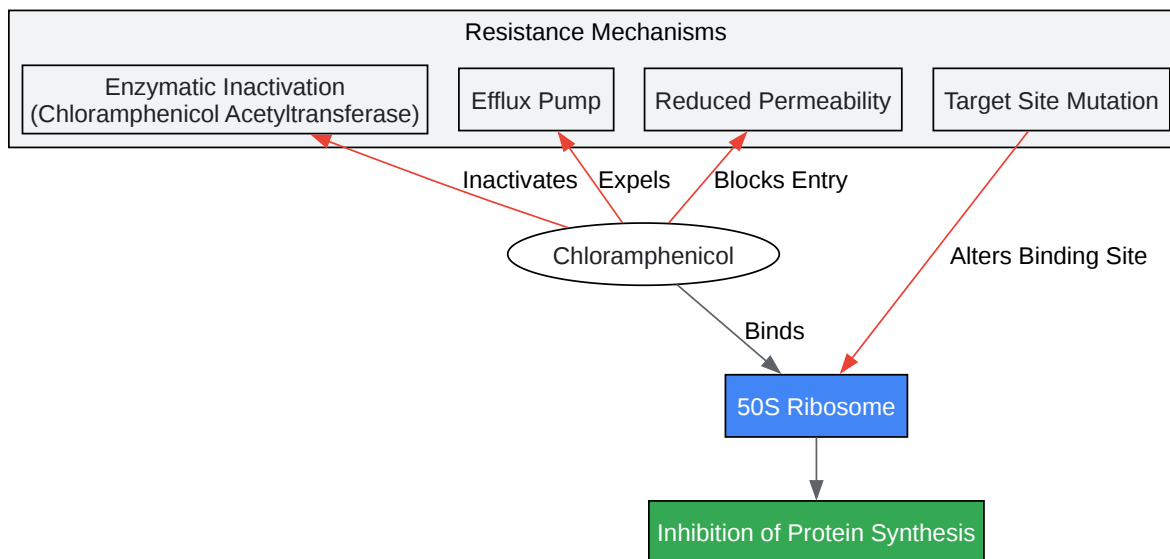 Resistance Mechanisms
Enzymatic Inactivation
(Chloramphenicol Acetyltransferase)
Efflux Pump
Reduced Permeability
Target Site Mutation
Inactivates
Expels
Blocks Entry
Chloramphenicol
Alters Binding Site
Binds
50S Ribosome
Inhibition of Protein Synthesis